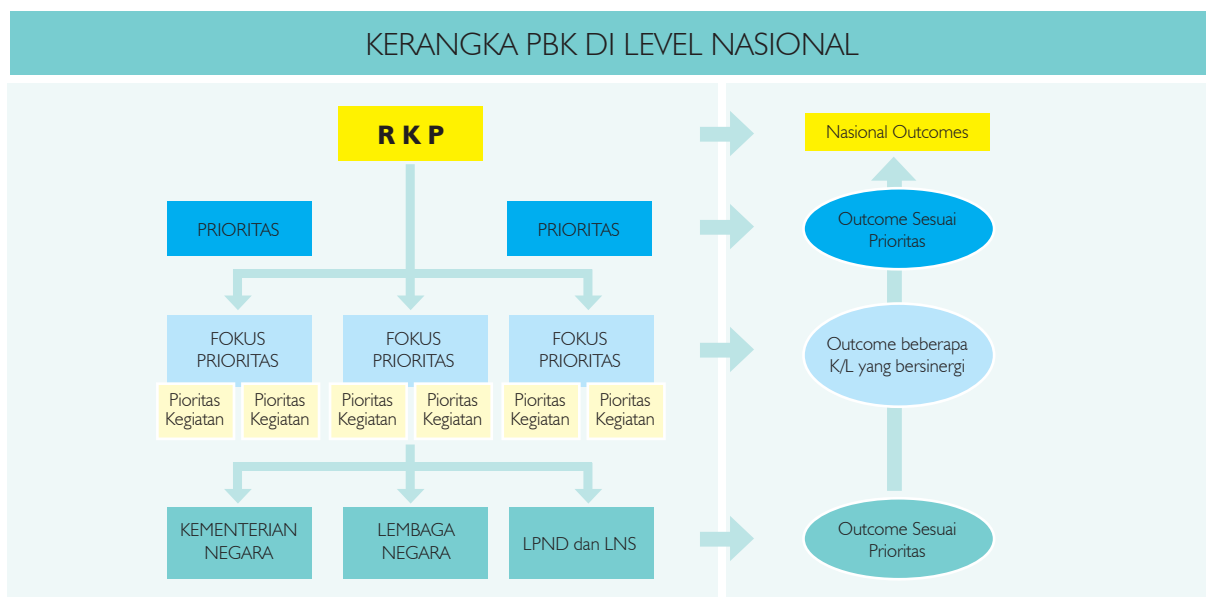 KERANGKA PBK DI LEVEL NASIONAL
R K P
Nasional Outcomes
PRIORITAS
PRIORITAS
Outcome Sesuai
Prioritas
FOKUS
PRIORITAS
FOKUS
PRIORITAS
FOKUS
PRIORITAS
Outcome beberapa
K/L yang bersinergi
Pioritas
Kegiatan
Pioritas
Kegiatan
Pioritas
Kegiatan
Pioritas
Kegiatan
Pioritas
Kegiatan
Pioritas
Kegiatan
KEMENTERIAN
NEGARA
LEMBAGA
NEGARA
LPND dan LNS
Outcome Sesuai
Prioritas